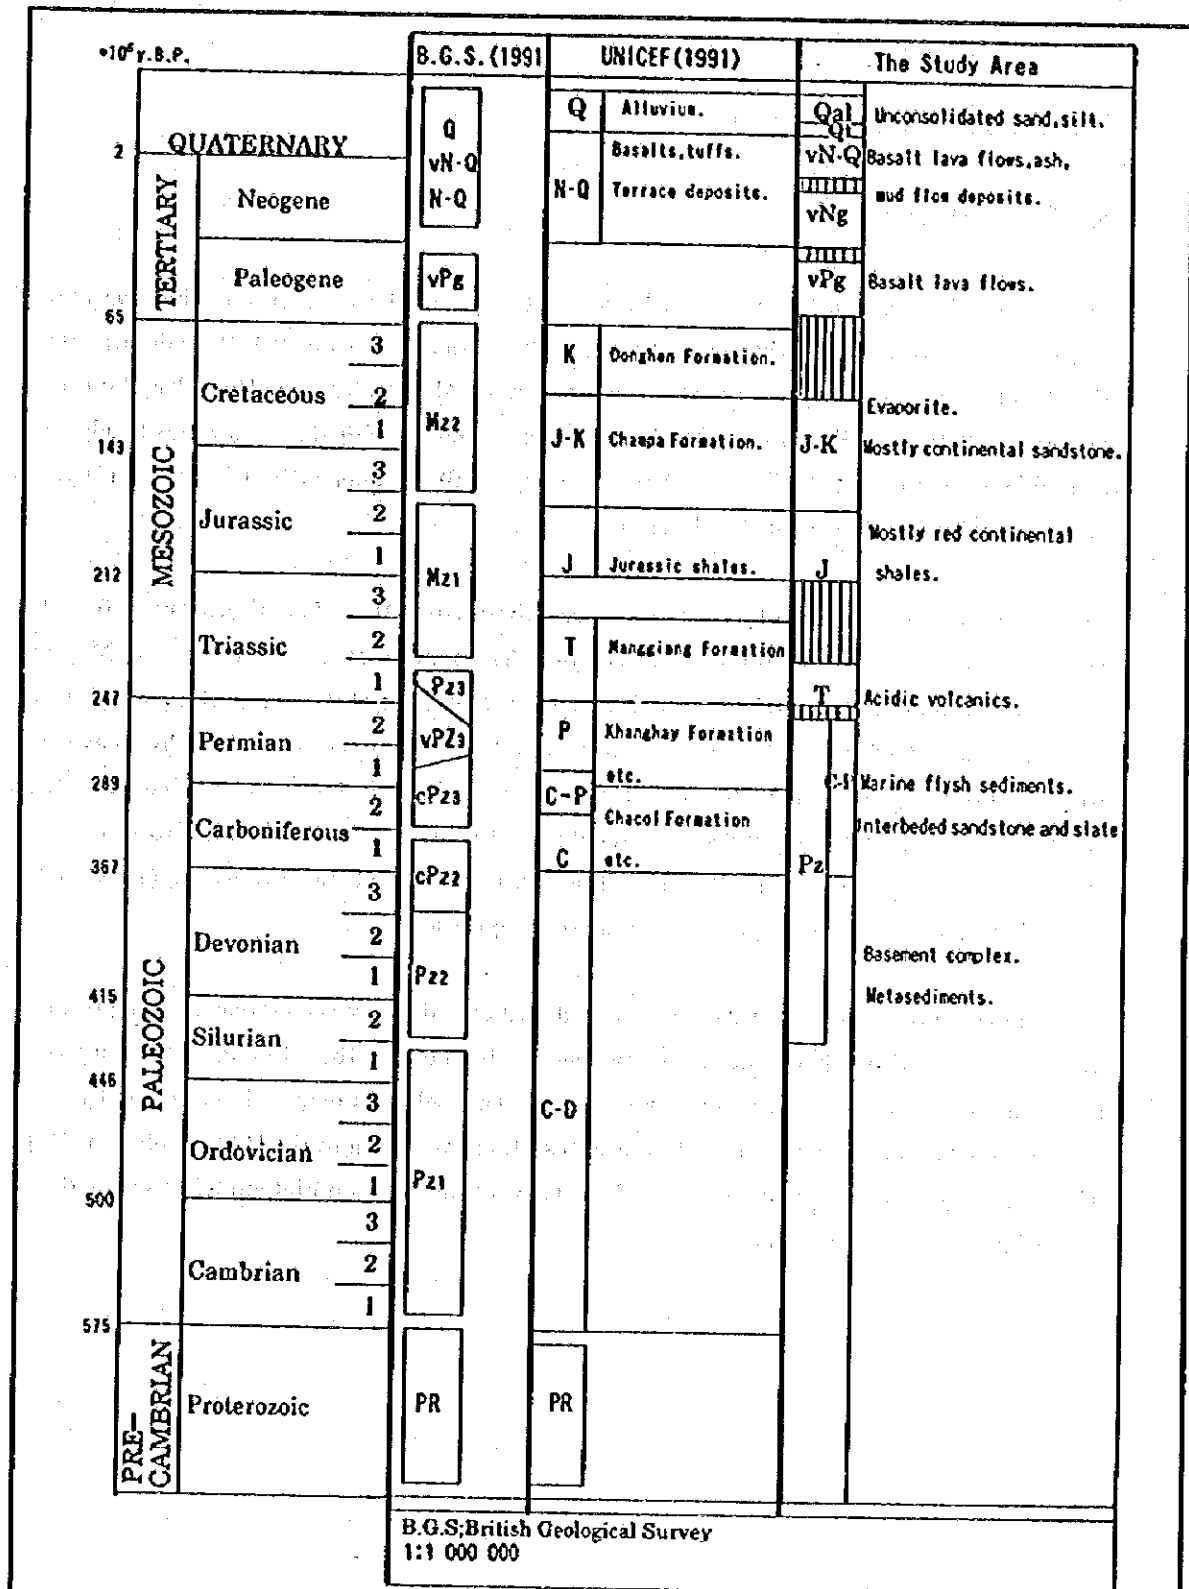 *10⁶ y.B.P. B.G.S. (1991 UNICEF(1991) The Study Area
Q Q Alluvium. Qal Unconsolidated sand,silt.
Qt
2 QUATERNARY vN-Q Basalts,tuffs. vN-Q Basalt lava flows,ash,
TERTIARY Neogene N-Q N-Q Terrace deposits. mud flow deposits.
vNg
Paleogene vPg vPg Basalt lava flows.
65
MESOZOIC
3 K Donghen Formation.
Cretaceous 2 Evaporite.
143 1 Mz2 J-K Champa Formation. J-K Mostly continental sandstone.
3
Jurassic 2 Mostly red continental
212 1 Mz1 J Jurassic shales. J shales.
3
Triassic 2 T Manggiang Formation
247 1 Pz3 T Acidic volcanics.
PALEOZOIC
Permian 2 vPZ3 P Khanghay Formation
289 1 etc. C-P Marine flysh sediments.
2 cPz3 C-P
Carboniferous Chacol Formation Interbeded sandstone and slate
367 1 cPz2 C etc. Pz
3
Devonian 2 Basement complex.
415 1 Pz2 Metasediments.
Silurian 2
446 1
3 C-D
Ordovician 2
500 1 Pz1
3
Cambrian 2
575 1
PRE-
CAMBRIAN Proterozoic PR PR
B.G.S;British Geological Survey
1:1 000 000